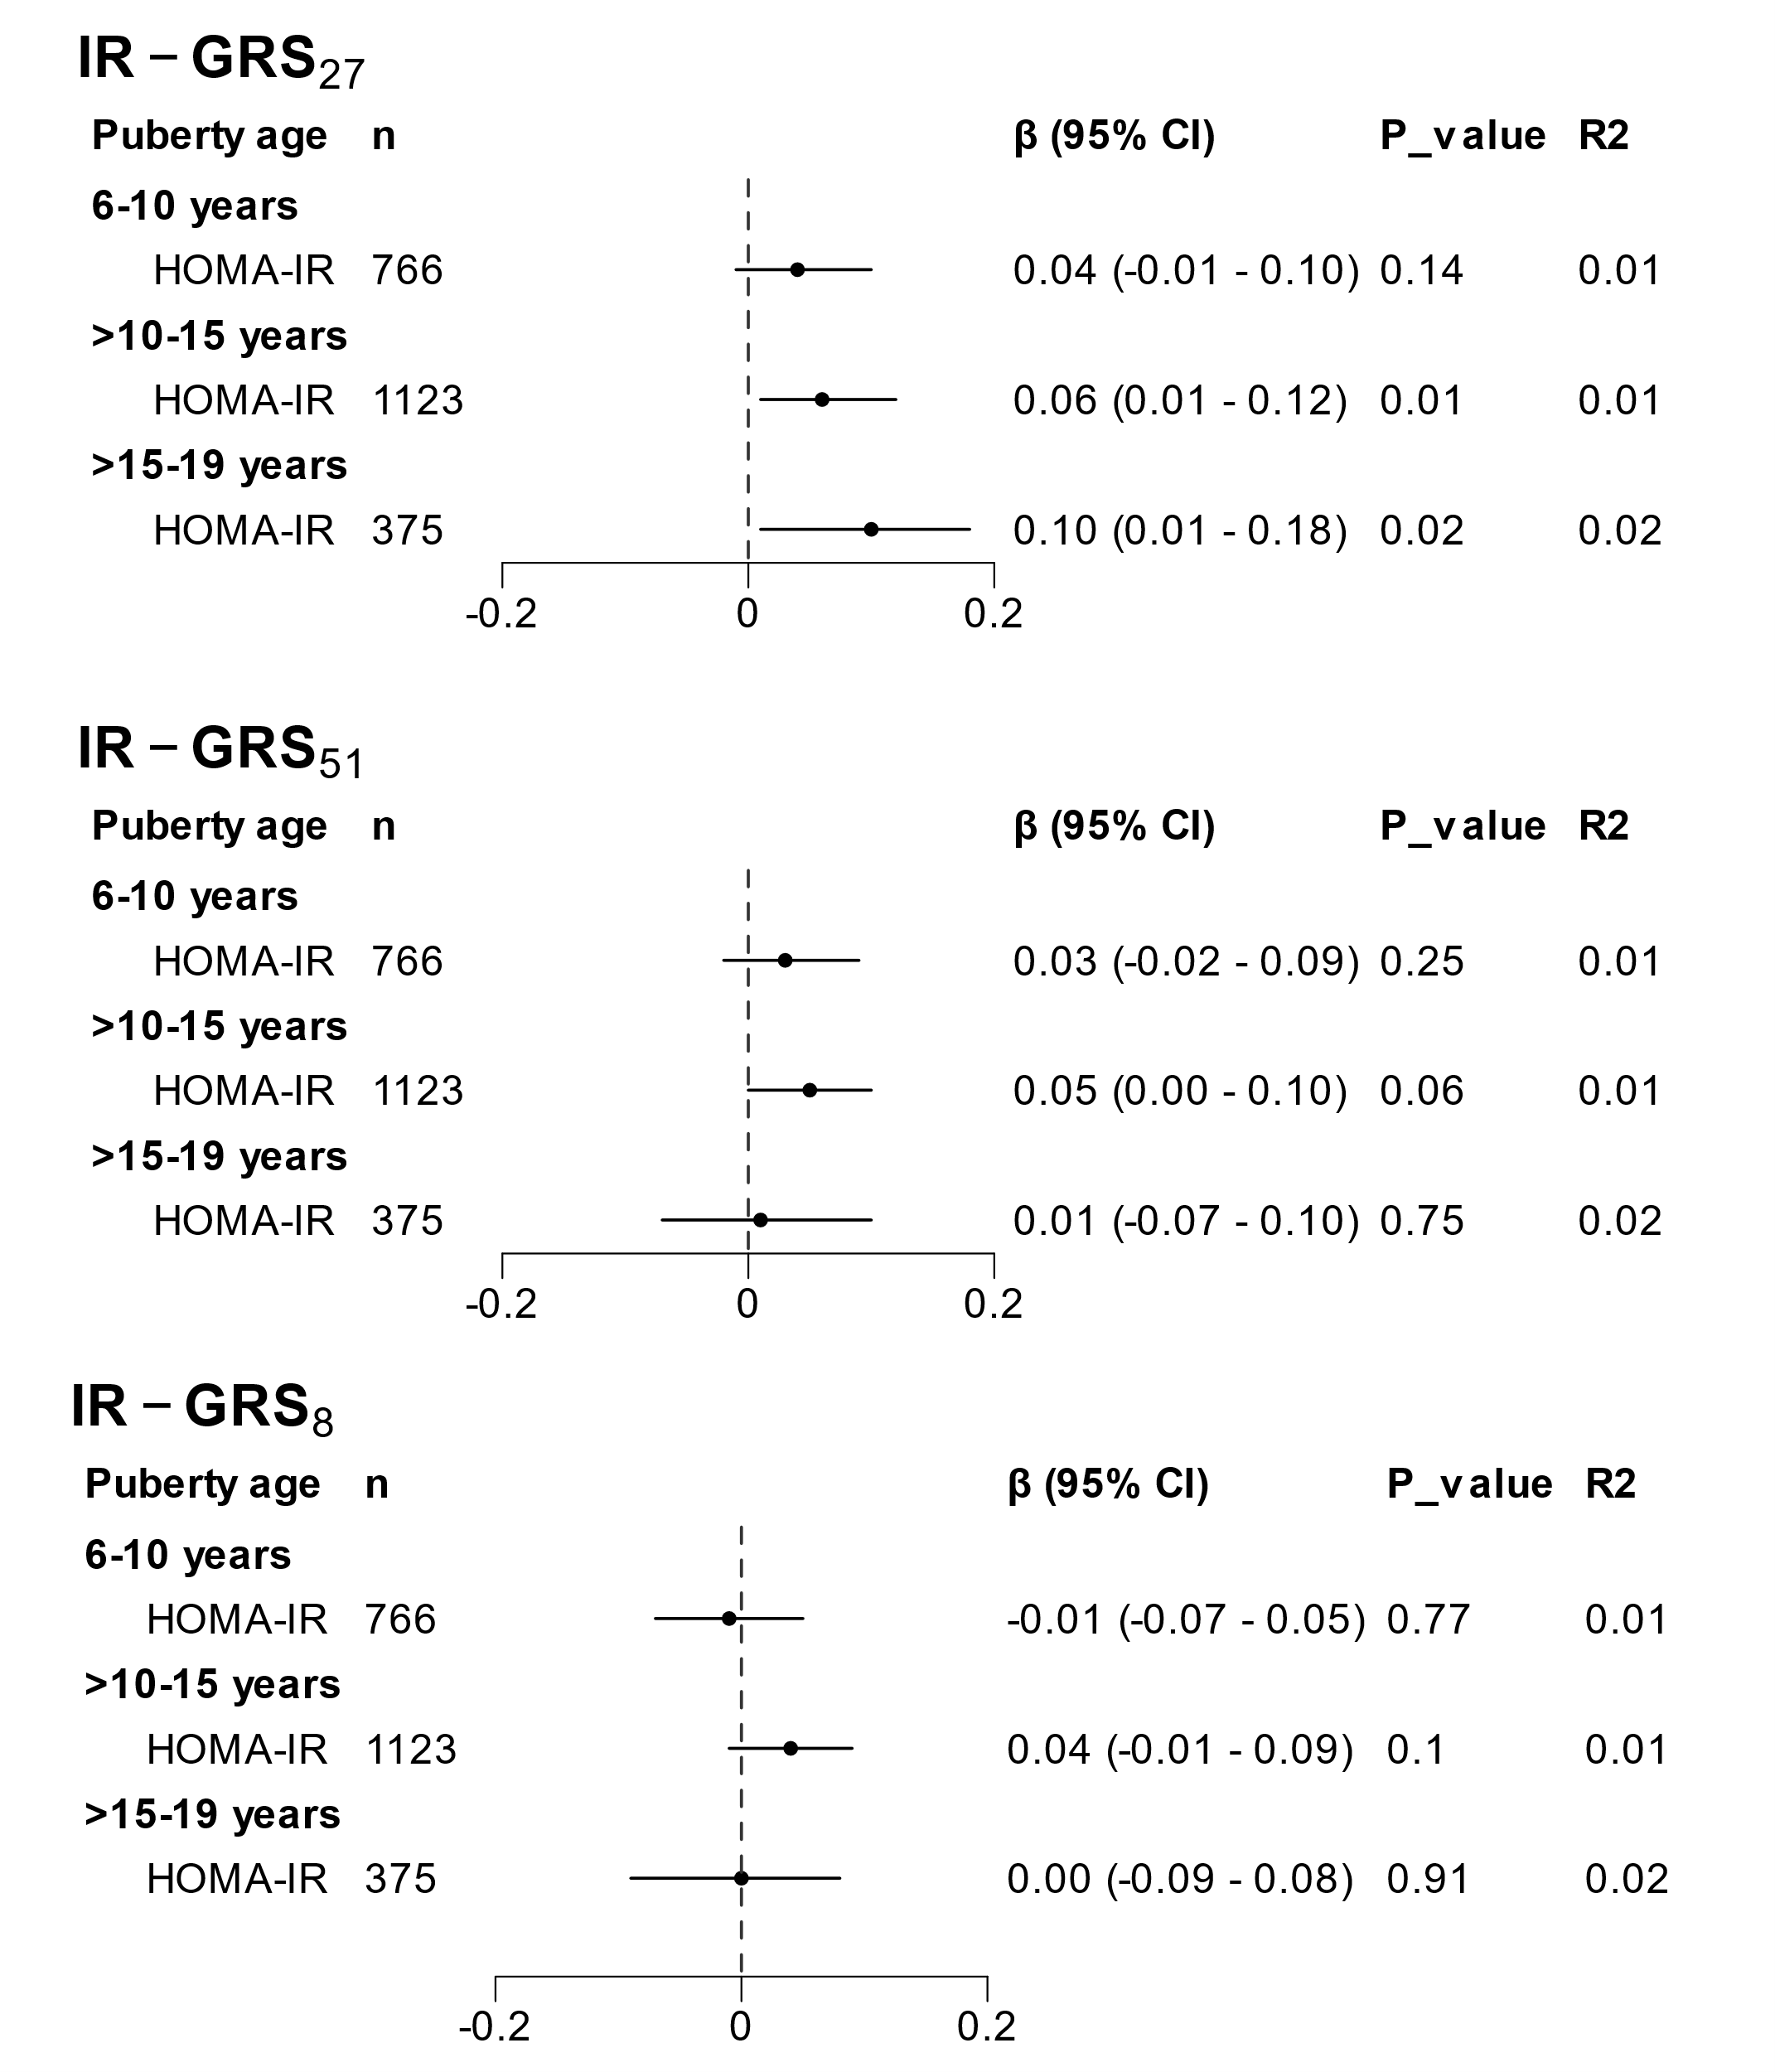 IR – GRS27
Puberty age n β (95% CI) P_value R2
6-10 years
HOMA-IR 766 0.04 (-0.01 - 0.10) 0.14 0.01
>10-15 years
HOMA-IR 1123 0.06 (0.01 - 0.12) 0.01 0.01
>15-19 years
HOMA-IR 375 0.10 (0.01 - 0.18) 0.02 0.02
-0.2 0 0.2
IR – GRS51
Puberty age n β (95% CI) P_value R2
6-10 years
HOMA-IR 766 0.03 (-0.02 - 0.09) 0.25 0.01
>10-15 years
HOMA-IR 1123 0.05 (0.00 - 0.10) 0.06 0.01
>15-19 years
HOMA-IR 375 0.01 (-0.07 - 0.10) 0.75 0.02
-0.2 0 0.2
IR – GRS8
Puberty age n β (95% CI) P_value R2
6-10 years
HOMA-IR 766 -0.01 (-0.07 - 0.05) 0.77 0.01
>10-15 years
HOMA-IR 1123 0.04 (-0.01 - 0.09) 0.1 0.01
>15-19 years
HOMA-IR 375 0.00 (-0.09 - 0.08) 0.91 0.02
-0.2 0 0.2